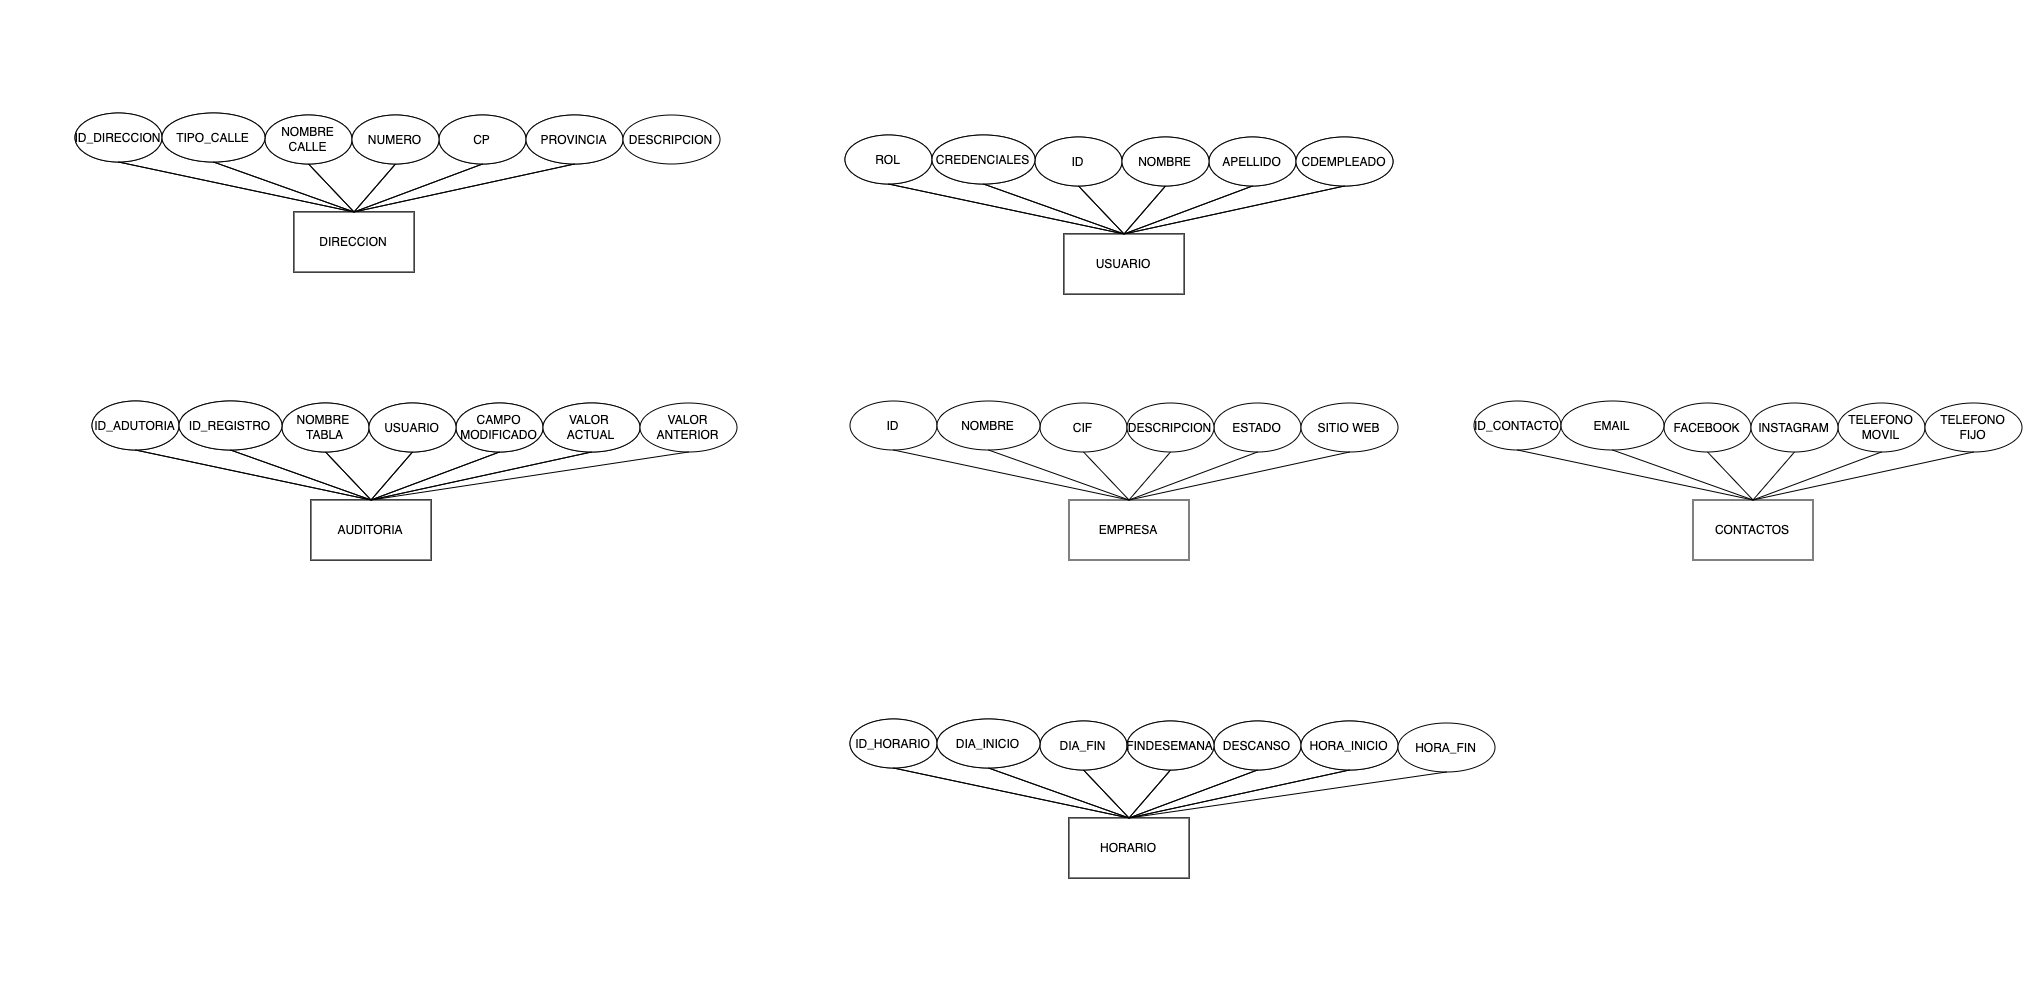 ID_DIRECCION
TIPO_CALLE
NOMBRE
CALLE
NUMERO
CP
PROVINCIA
DESCRIPCION
DIRECCION
ROL
CREDENCIALES
ID
NOMBRE
APELLIDO
CDEMPLEADO
USUARIO
ID_ADUTORIA
ID_REGISTRO
NOMBRE
TABLA
USUARIO
CAMPO
MODIFICADO
VALOR
ACTUAL
VALOR
ANTERIOR
AUDITORIA
ID
NOMBRE
CIF
DESCRIPCION
ESTADO
SITIO WEB
EMPRESA
ID_CONTACTO
EMAIL
FACEBOOK
INSTAGRAM
TELEFONO
MOVIL
TELEFONO
FIJO
CONTACTOS
ID_HORARIO
DIA_INICIO
DIA_FIN
FINDESEMANA
DESCANSO
HORA_INICIO
HORA_FIN
HORARIO